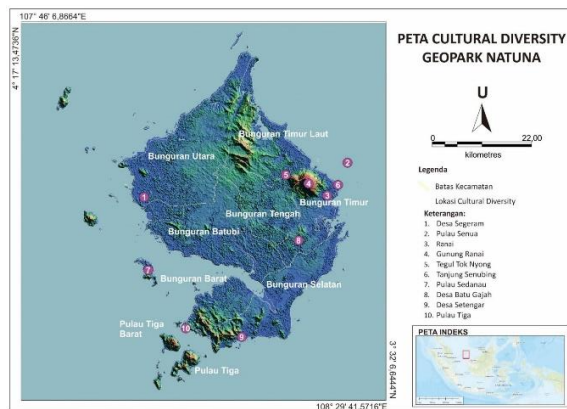 107° 46' 6,8664"E
4° 17' 13,4736"N
PETA CULTURAL DIVERSITY
GEOPARK NATUNA
U
0 22,00
kilometres
Legenda
Batas Kecamatan
Lokasi Cultural Diversity
Keterangan:
1. Desa Segeram
2. Pulau Senua
3. Ranai
4. Gunung Ranai
5. Tegul Tok Nyong
6. Tanjung Senubing
7. Pulau Sedanau
8. Desa Batu Gajah
9. Desa Setengar
10. Pulau Tiga
PETA INDEKS
Bunguran Timur Laut
Bunguran Utara
2
5
4
6
3
1
Bunguran Timur
Bunguran Tengah
Bunguran Batubi
8
7
Bunguran Barat
Bunguran Selatan
Pulau Tiga
Barat
10
9
Pulau Tiga
3° 32' 6,6444"N
108° 29' 41,5716"E